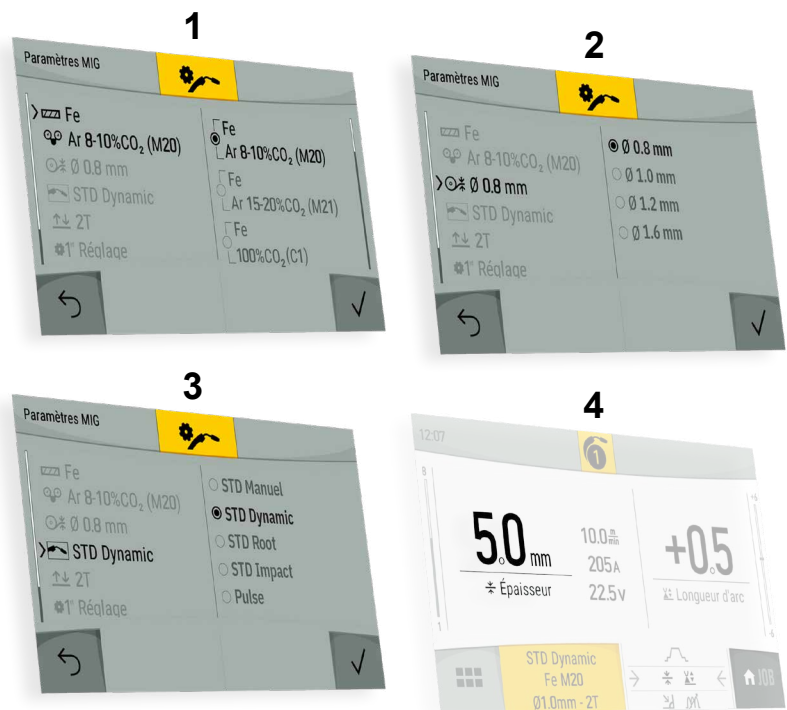 1
Paramètres MIG
Fe
Ar 8-10%CO₂ (M20)
Ø 0.8 mm
STD Dynamic
2T
1" Réglage
Fe
Ar 8-10%CO₂ (M20)
Fe
Ar 15-20%CO₂ (M21)
Fe
100%CO₂(C1)
2
Paramètres MIG
Fe
Ar 8-10%CO₂ (M20)
Ø 0.8 mm
STD Dynamic
2T
1" Réglage
Ø 0.8 mm
Ø 1.0 mm
Ø 1.2 mm
Ø 1.6 mm
3
Paramètres MIG
Fe
Ar 8-10%CO₂ (M20)
Ø 0.8 mm
STD Dynamic
2T
1" Réglage
STD Manuel
STD Dynamic
STD Root
STD Impact
Pulse
4
12:07
1
8
1
5.0 mm
Épaisseur
10.0 m/min
205 A
22.5 V
+5
-6
+0.5
Longueur d'arc
STD Dynamic
Fe M20
Ø1.0mm - 2T
JOB